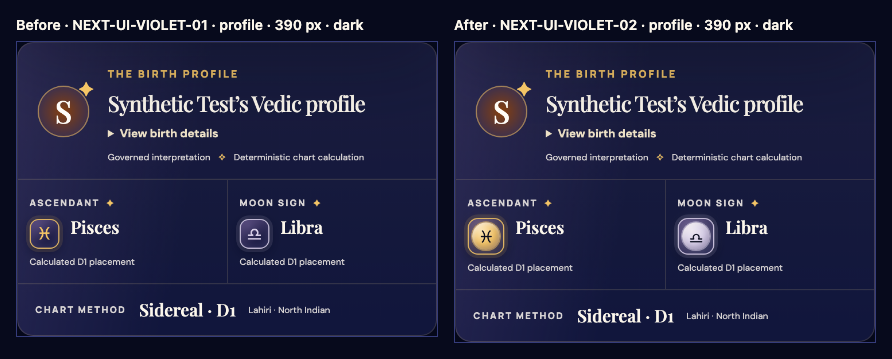 Before · NEXT-UI-VIOLET-01 · profile · 390 px · dark
THE BIRTH PROFILE
S
Synthetic Test’s Vedic profile
▶ View birth details
Governed interpretation ✧ Deterministic chart calculation
ASCENDANT ✦
♓ Pisces
Calculated D1 placement
MOON SIGN ✦
♎ Libra
Calculated D1 placement
CHART METHOD Sidereal · D1 Lahiri · North Indian
After · NEXT-UI-VIOLET-02 · profile · 390 px · dark
THE BIRTH PROFILE
S
Synthetic Test’s Vedic profile
▶ View birth details
Governed interpretation ✧ Deterministic chart calculation
ASCENDANT ✦
♓ Pisces
Calculated D1 placement
MOON SIGN ✦
♎ Libra
Calculated D1 placement
CHART METHOD Sidereal · D1 Lahiri · North Indian